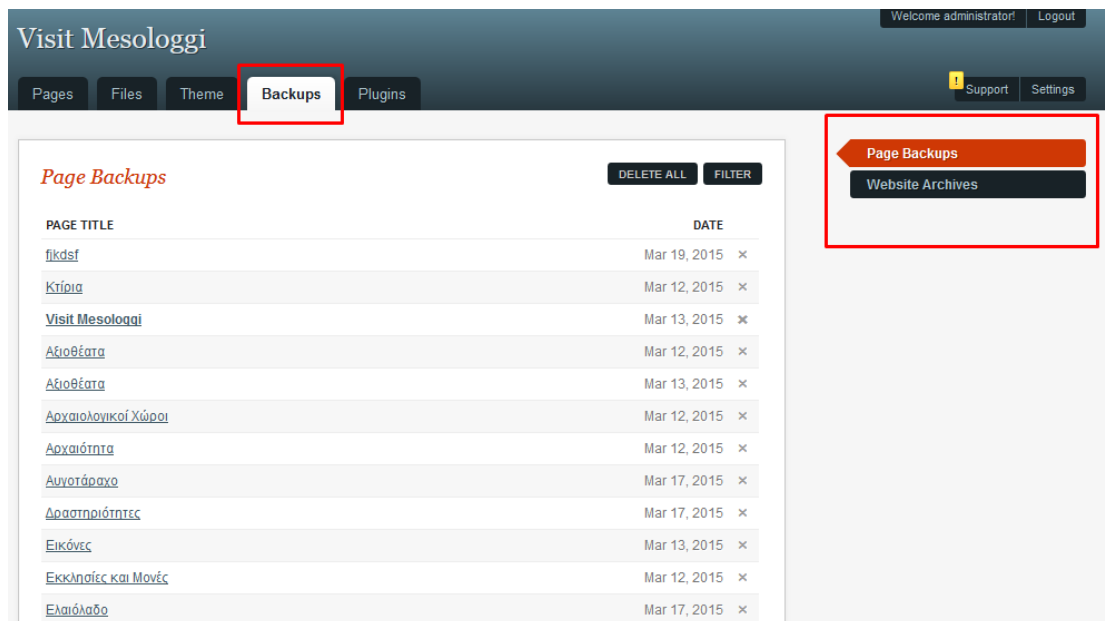 Welcome administrator! Logout
Visit Mesologgi
Pages Files Theme Backups Plugins
! Support Settings
Page Backups
Website Archives
Page Backups DELETE ALL FILTER
PAGE TITLE DATE
fjkdsf Mar 19, 2015 ×
Κτίρια Mar 12, 2015 ×
Visit Mesologgi Mar 13, 2015 ×
Αξιοθέατα Mar 12, 2015 ×
Αξιοθέατα Mar 13, 2015 ×
Αρχαιολογικοί Χώροι Mar 12, 2015 ×
Αρχαιότητα Mar 12, 2015 ×
Αυγοτάραχο Mar 17, 2015 ×
Δραστηριότητες Mar 17, 2015 ×
Εικόνες Mar 13, 2015 ×
Εκκλησίες και Μονές Mar 12, 2015 ×
Ελαιόλαδο Mar 17, 2015 ×